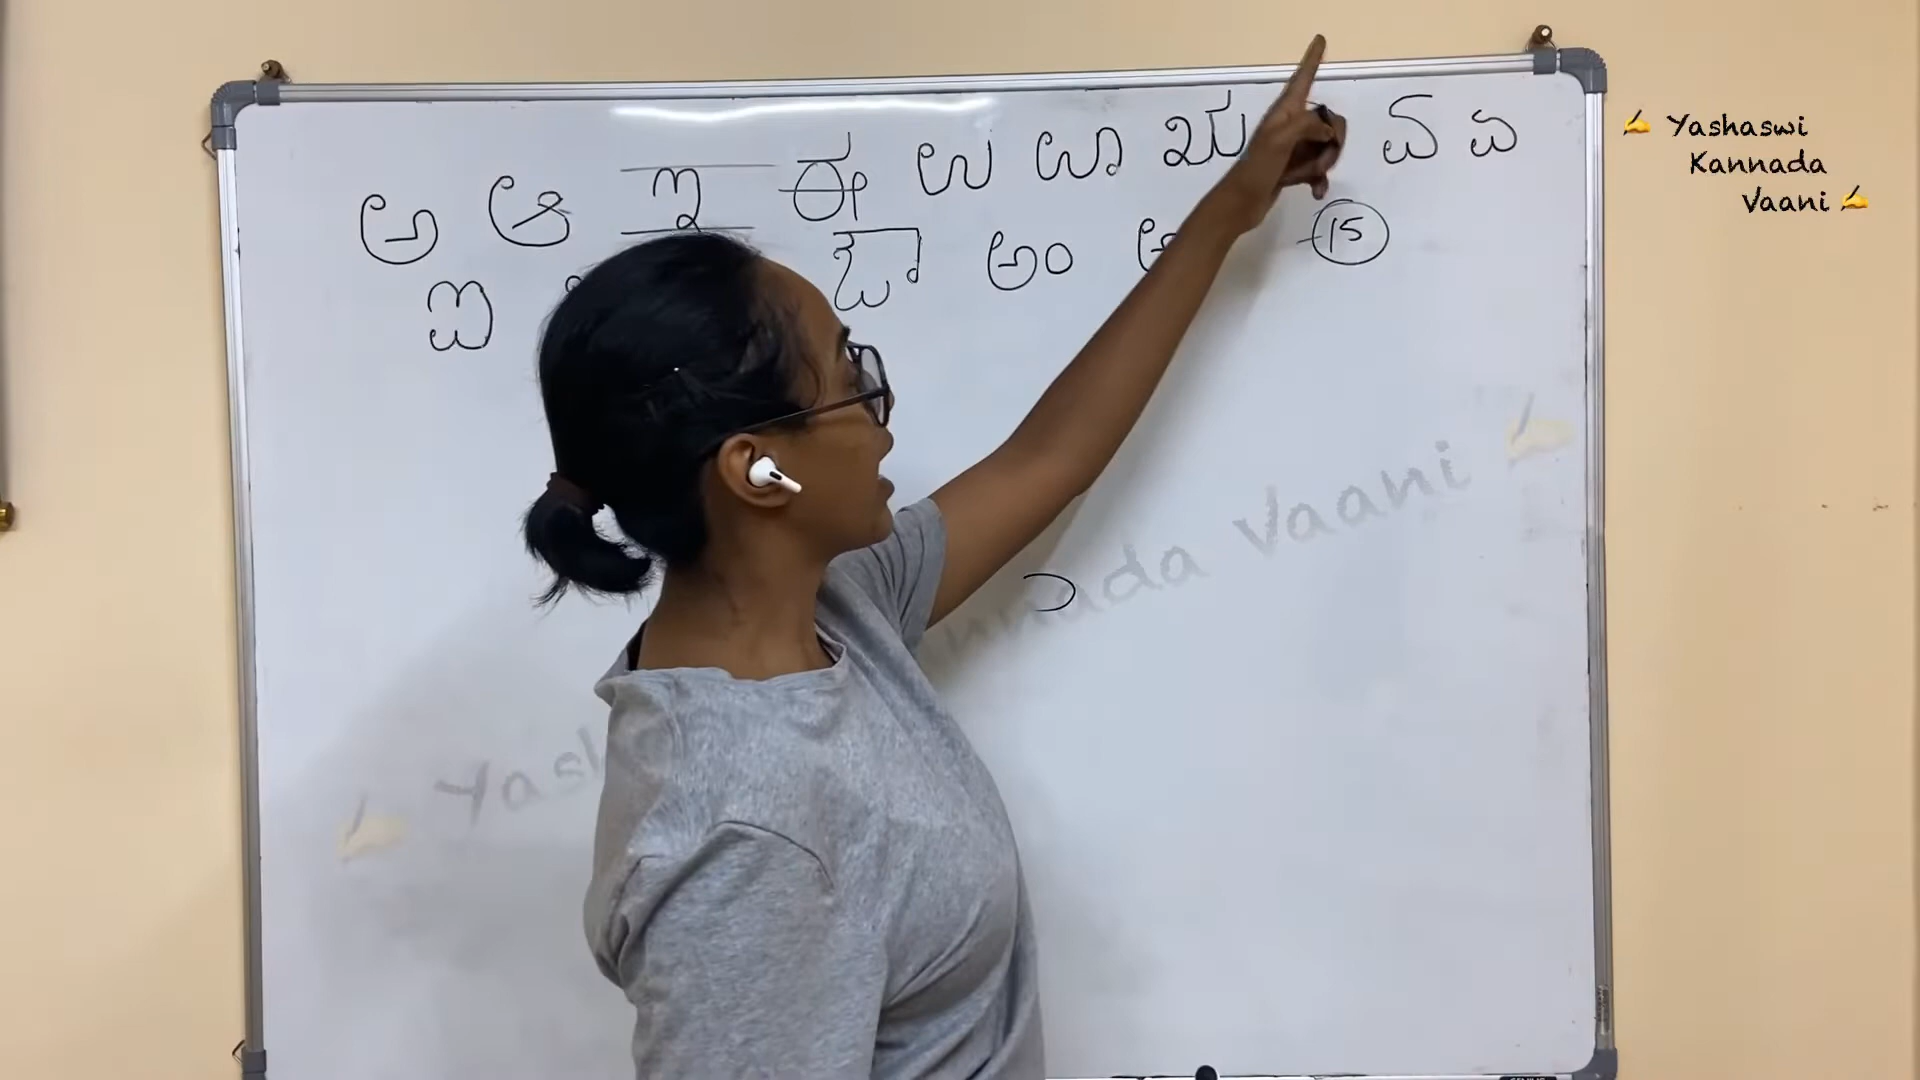 ಅ ಆ ಇ ಈ ಉ ಊ ಋ ಎ ಏ
ಐ ಔ ಅಂ 15
Yashaswi
Kannada
Vaani